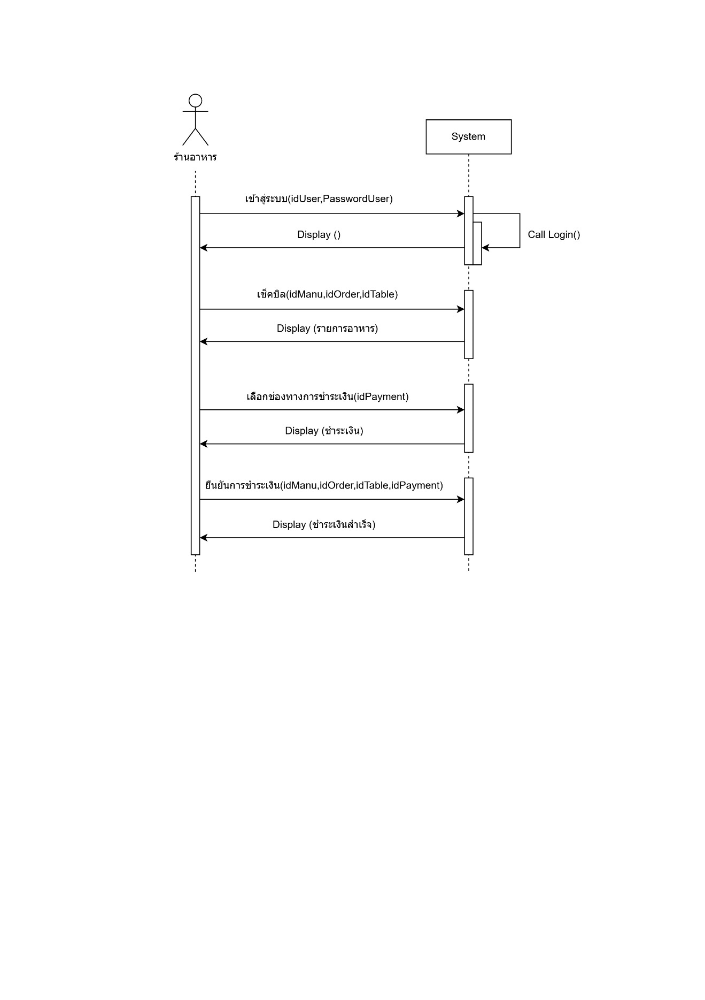 System
ร้านอาหาร
เข้าสู่ระบบ(idUser,PasswordUser)
Display ()
Call Login()
เช็คบิล(idManu,idOrder,idTable)
Display (รายการอาหาร)
เลือกช่องทางการชำระเงิน(idPayment)
Display (ชำระเงิน)
ยืนยันการชำระเงิน(idManu,idOrder,idTable,idPayment)
Display (ชำระเงินสำเร็จ)